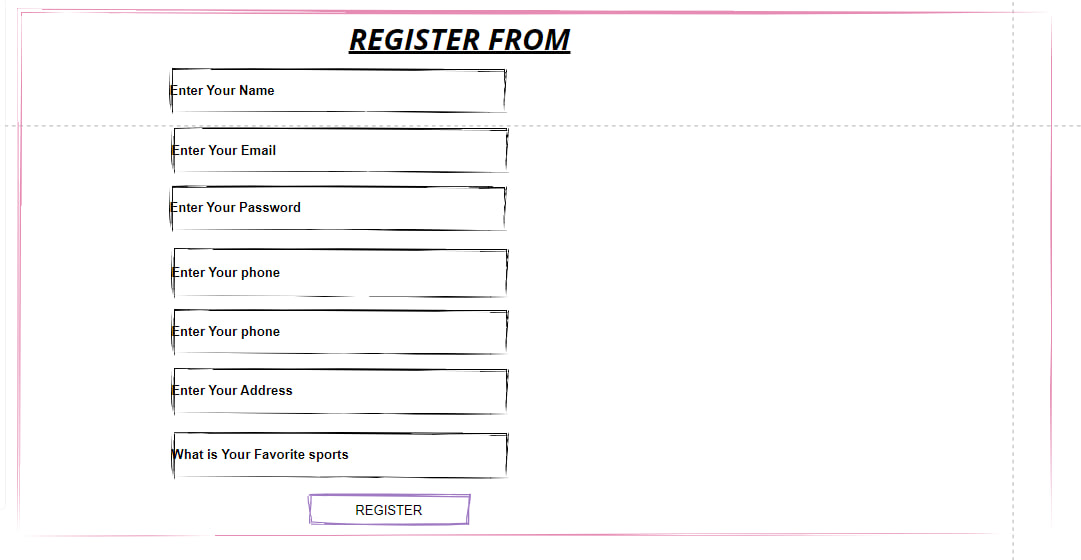 REGISTER FROM
Enter Your Name
Enter Your Email
Enter Your Password
Enter Your phone
Enter Your phone
Enter Your Address
What is Your Favorite sports
REGISTER